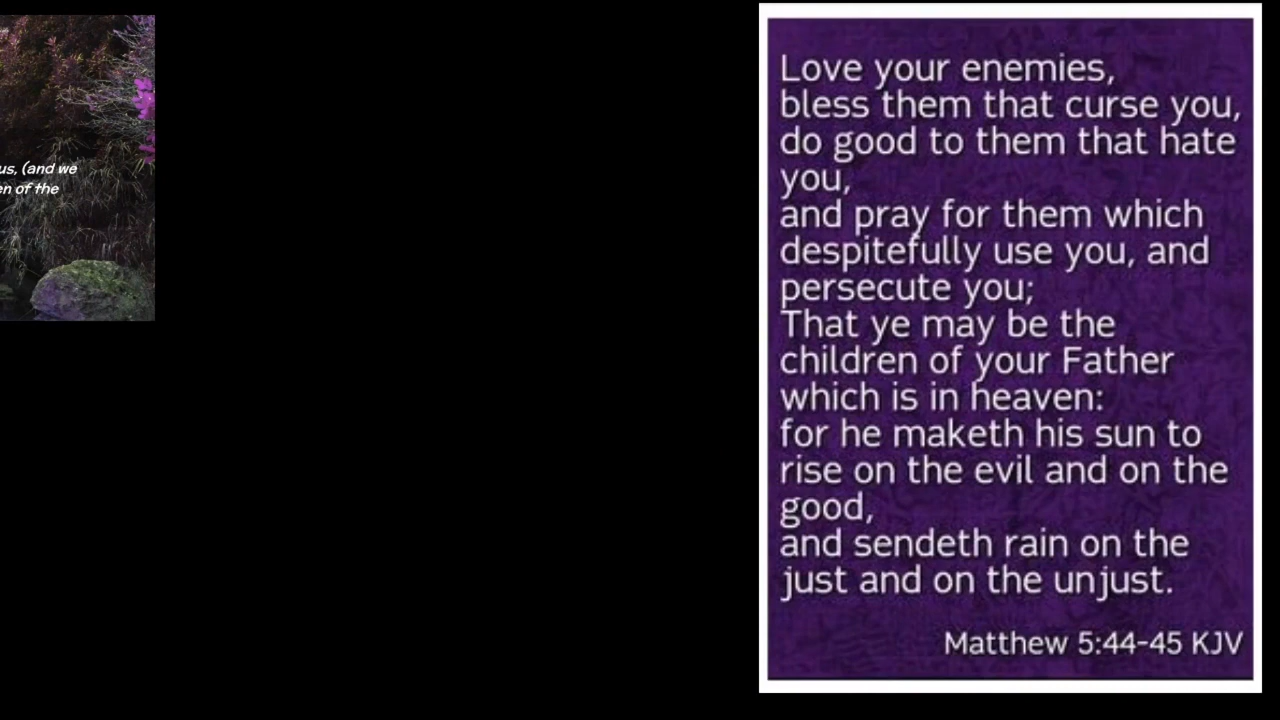 us, (and we
en of the
Love your enemies,
bless them that curse you,
do good to them that hate
you,
and pray for them which
despitefully use you, and
persecute you;
That ye may be the
children of your Father
which is in heaven:
for he maketh his sun to
rise on the evil and on the
good,
and sendeth rain on the
just and on the unjust.
Matthew 5:44-45 KJV